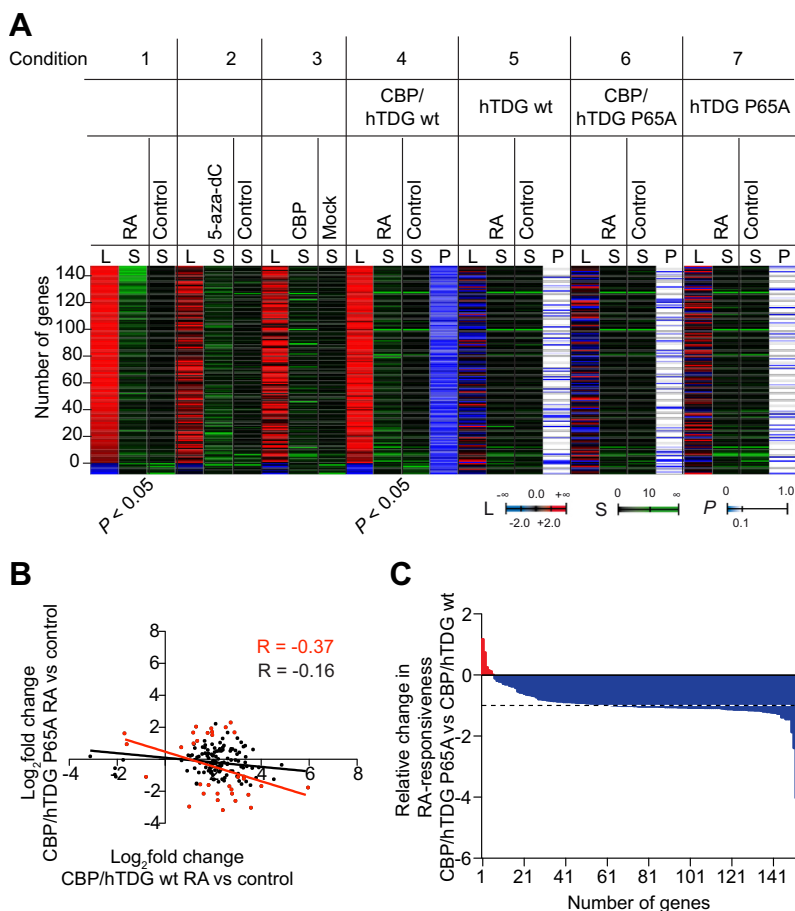 A
Condition 1 2 3 4 5 6 7
CBP/
hTDG wt
hTDG wt
CBP/
hTDG P65A
hTDG P65A
RA Control 5-aza-dC Control CBP Mock RA Control RA Control RA Control RA Control
L S S L S S L S S L S S P L S S P L S S P L S S P
Number of genes
140
120
100
80
60
40
20
0
P < 0.05
P < 0.05
L -∞ 0.0 +∞
-2.0 +2.0
S 0 10 ∞
P 0 1.0
0.1
B
Log2fold change
CBP/hTDG P65A RA vs control
8
6
4
2
-4 -2 4 6 8
-2
-4
R = -0.37
R = -0.16
Log2fold change
CBP/hTDG wt RA vs control
C
Relative change in
RA-responsiveness
CBP/hTDG P65A vs CBP/hTDG wt
2
0
-2
-4
-6
1 21 41 61 81 101 121 141
Number of genes